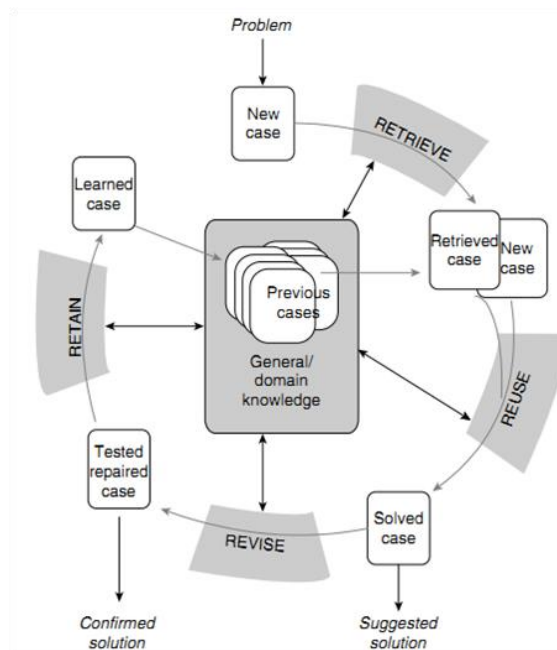 Problem
New
case
RETRIEVE
Learned
case
Retrieved
case
New
case
Previous
cases
RETAIN
General/
domain
knowledge
REUSE
Tested
repaired
case
REVISE
Solved
case
Confirmed
solution
Suggested
solution